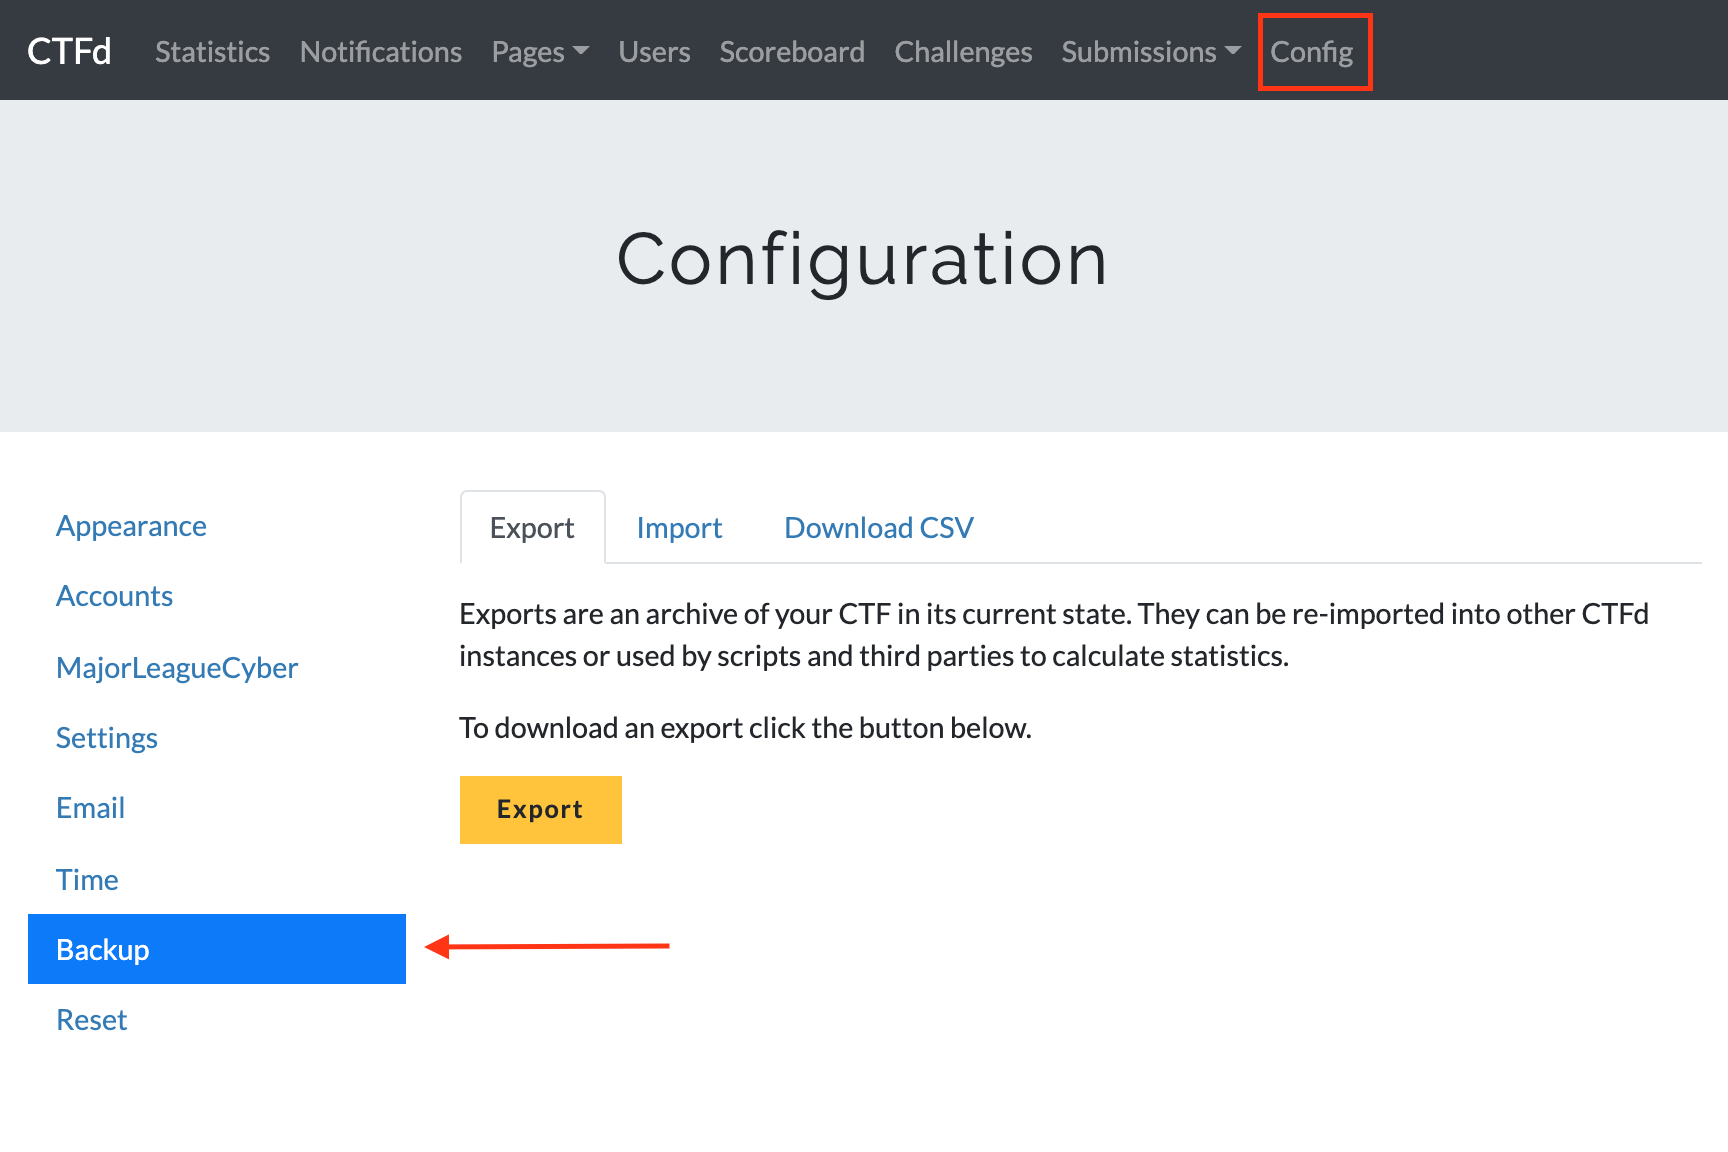 CTFd Statistics Notifications Pages Users Scoreboard Challenges Submissions Config
Configuration
Appearance
Accounts
MajorLeagueCyber
Settings
Email
Time
Backup
Reset
Export Import Download CSV
Exports are an archive of your CTF in its current state. They can be re-imported into other CTFd
instances or used by scripts and third parties to calculate statistics.
To download an export click the button below.
Export